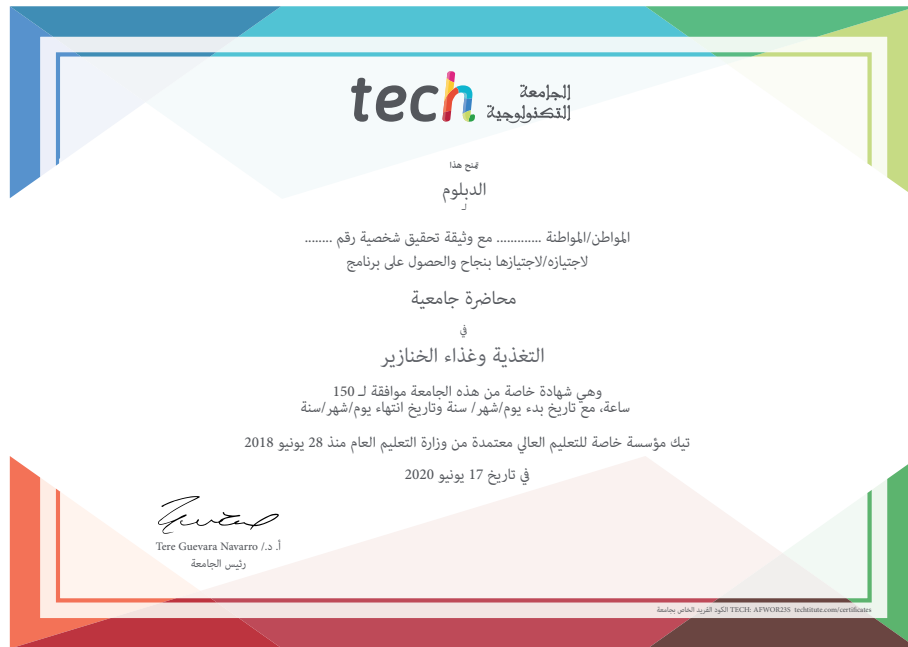 tech الجامعة
التكنولوجية
يمنح هذا
الدبلوم
لـ
المواطن/المواطنة ............. مع وثيقة تحقيق شخصية رقم ........
لاجتيازه/لاجتيازها بنجاح والحصول على برنامج
محاضرة جامعية
في
التغذية وغذاء الخنازير
وهي شهادة خاصة من هذه الجامعة موافقة لـ 150
ساعة، مع تاريخ بدء يوم/شهر/ سنة وتاريخ انتهاء يوم/شهر/سنة
تيك مؤسسة خاصة للتعليم العالي معتمدة من وزارة التعليم العام منذ 28 يونيو 2018
في تاريخ 17 يونيو 2020
أ. د./ Tere Guevara Navarro
رئيس الجامعة
الكود الفريد الخاص بجامعة TECH: AFWOR23S techtitute.com/certificates